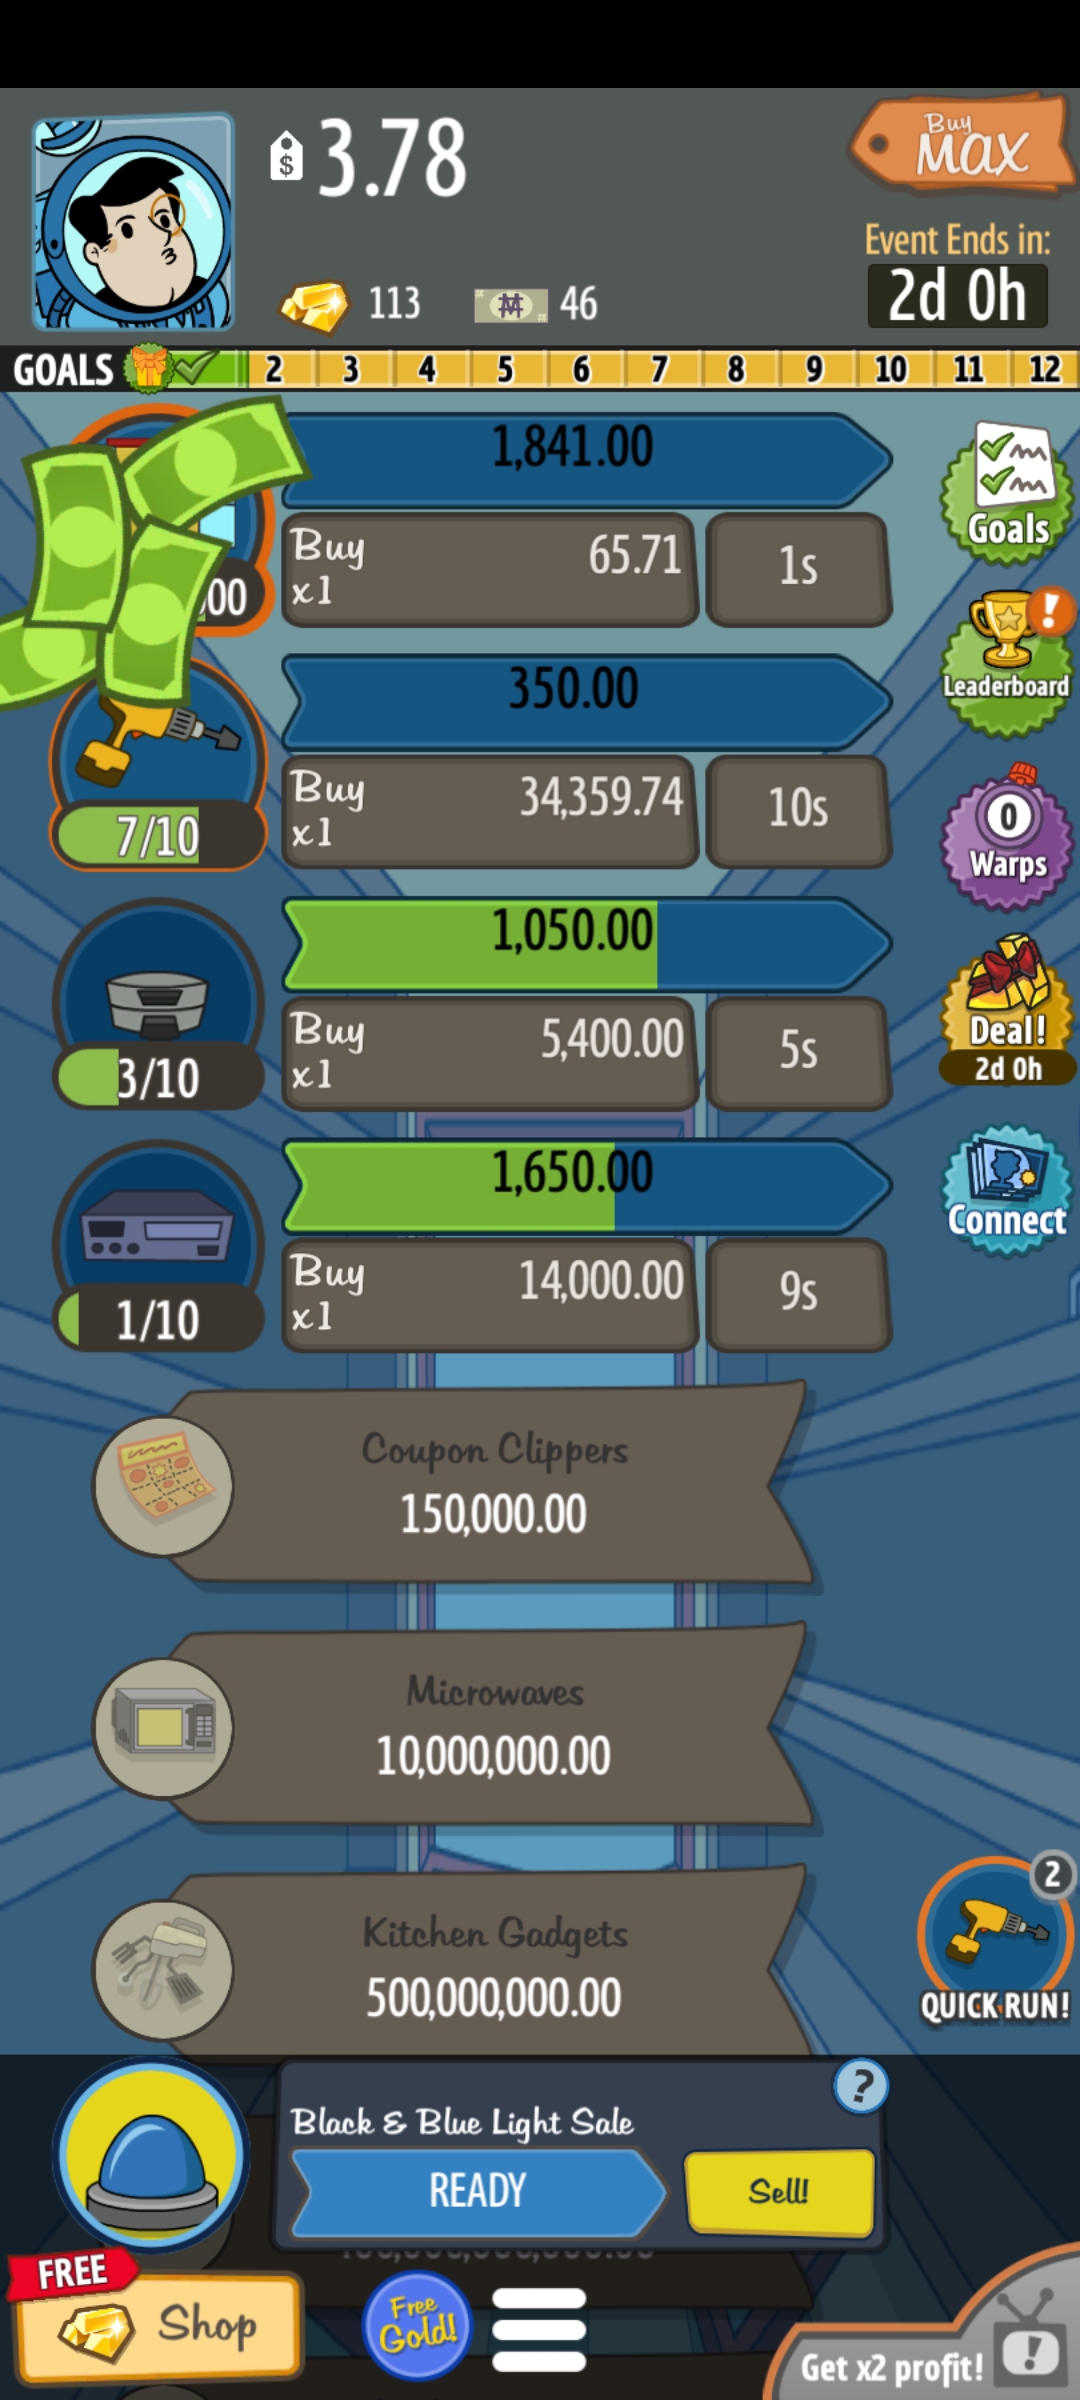 $ 3.78
Buy
Max
Event Ends in:
2d 0h
113
46
GOALS 2 3 4 5 6 7 8 9 10 11 12
1,841.00
Buy
x1
65.71
1s
Goals
350.00
Buy
x1
34,359.74
10s
7/10
!
Leaderboard
0
Warps
1,050.00
Buy
x1
5,400.00
5s
3/10
Deal!
2d 0h
1,650.00
Buy
x1
14,000.00
9s
1/10
Connect
Coupon Clippers
150,000.00
Microwaves
10,000,000.00
Kitchen Gadgets
500,000,000.00
2
QUICK RUN!
Black & Blue Light Sale
?
READY
Sell!
FREE
Shop
Free
Gold!
Get x2 profit!
!